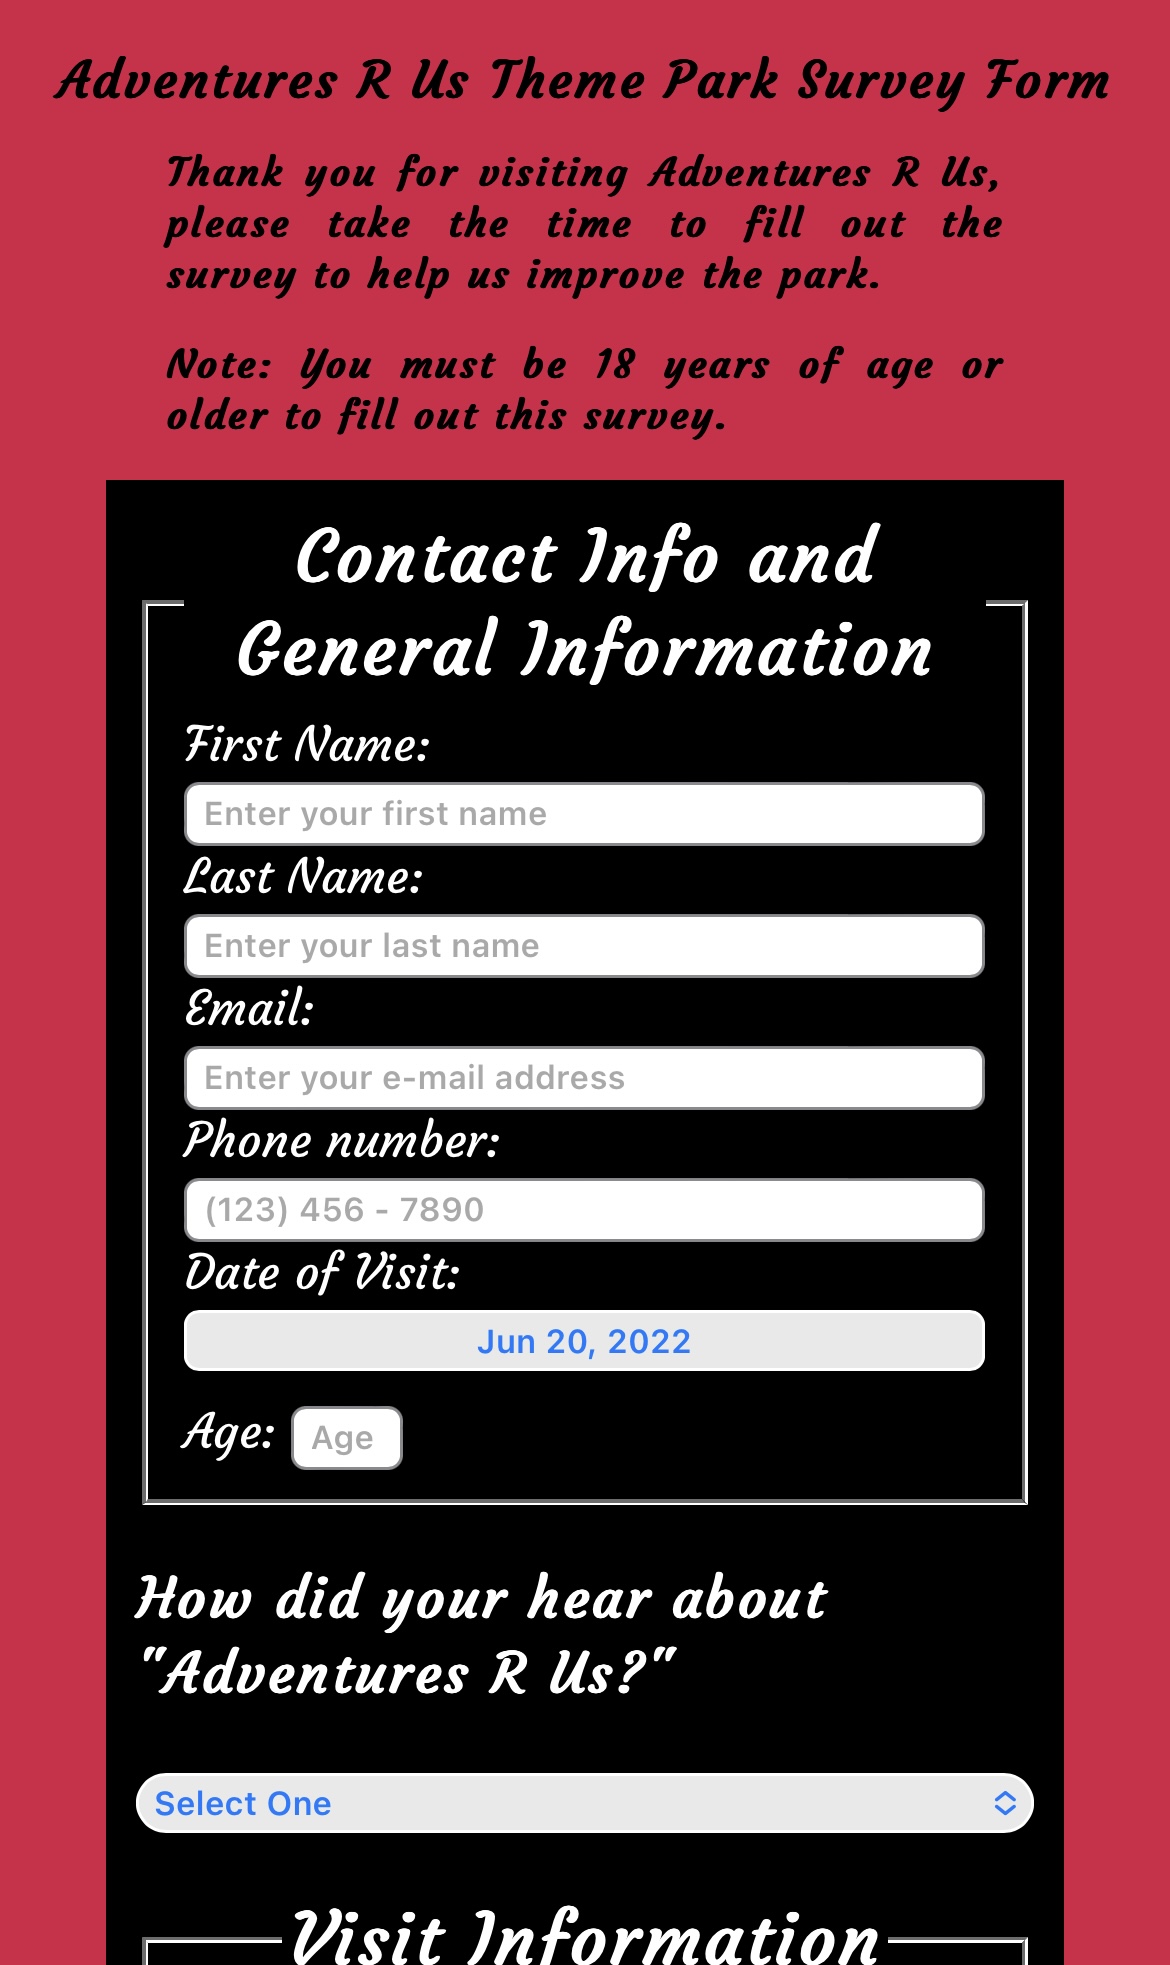 Adventures R Us Theme Park Survey Form
Thank you for visiting Adventures R Us,
please take the time to fill out the
survey to help us improve the park.
Note: You must be 18 years of age or
older to fill out this survey.
Contact Info and
General Information
First Name:
Enter your first name
Last Name:
Enter your last name
Email:
Enter your e-mail address
Phone number:
(123) 456 - 7890
Date of Visit:
Jun 20, 2022
Age: Age
How did your hear about
"Adventures R Us?"
Select One
Visit Information